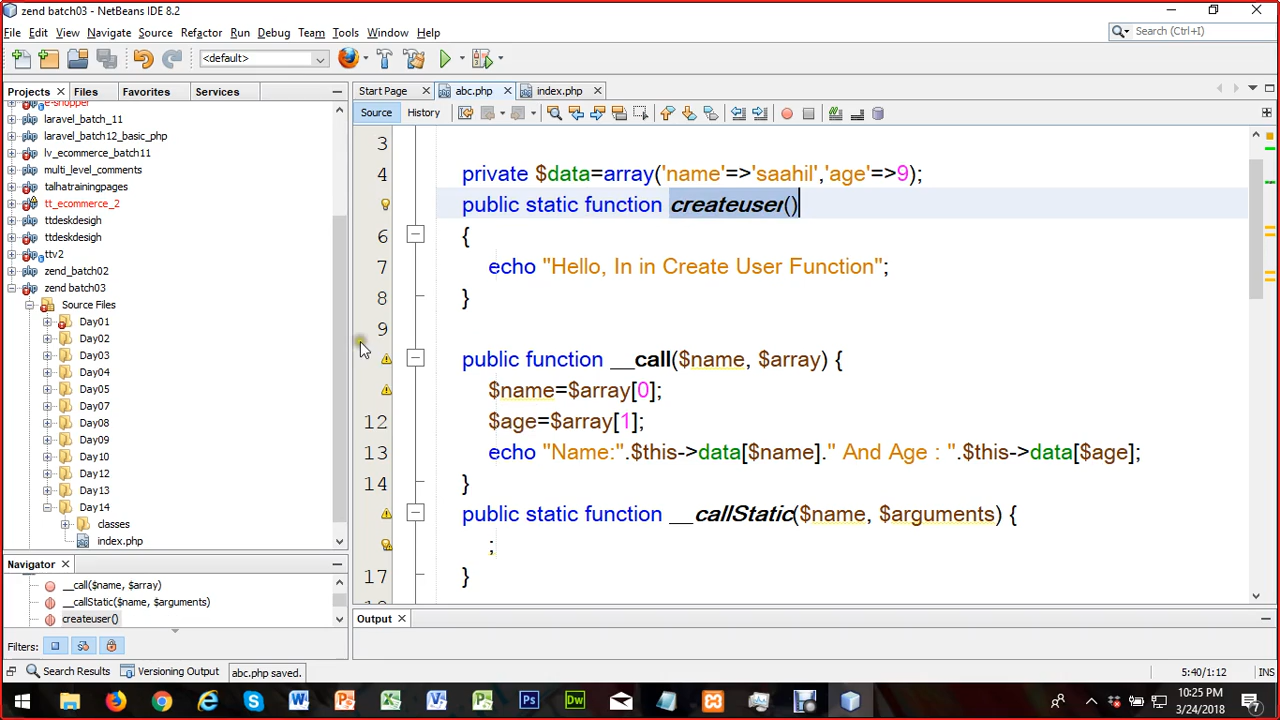 zend batch03 - NetBeans IDE 8.2
File Edit View Navigate Source Refactor Run Debug Team Tools Window Help
Search (Ctrl+I)
<default>
Projects Files Favorites Services
Start Page abc.php index.php
Source History
e-shopper
laravel_batch_11
laravel_batch12_basic_php
lv_ecommerce_batch11
multi_level_comments
talhatrainingpages
tt_ecommerce_2
ttdeskdesigh
ttdeskdesigh
ttv2
zend_batch02
zend batch03
Source Files
Day01
Day02
Day03
Day04
Day05
Day07
Day08
Day09
Day10
Day12
Day13
Day14
classes
index.php
3
4 private $data=array('name'=>'saahil','age'=>9);
public static function createuser()
6 {
7 echo "Hello, In in Create User Function";
8 }
9
public function __call($name, $array) {
$name=$array[0];
12 $age=$array[1];
13 echo "Name:".$this->data[$name]." And Age : ".$this->data[$age];
14 }
public static function __callStatic($name, $arguments) {
;
17 }
Navigator
__call($name, $array)
__callStatic($name, $arguments)
createuser()
Filters:
Output
Search Results Versioning Output abc.php saved.
5:40/1:12
10:25 PM
3/24/2018
7